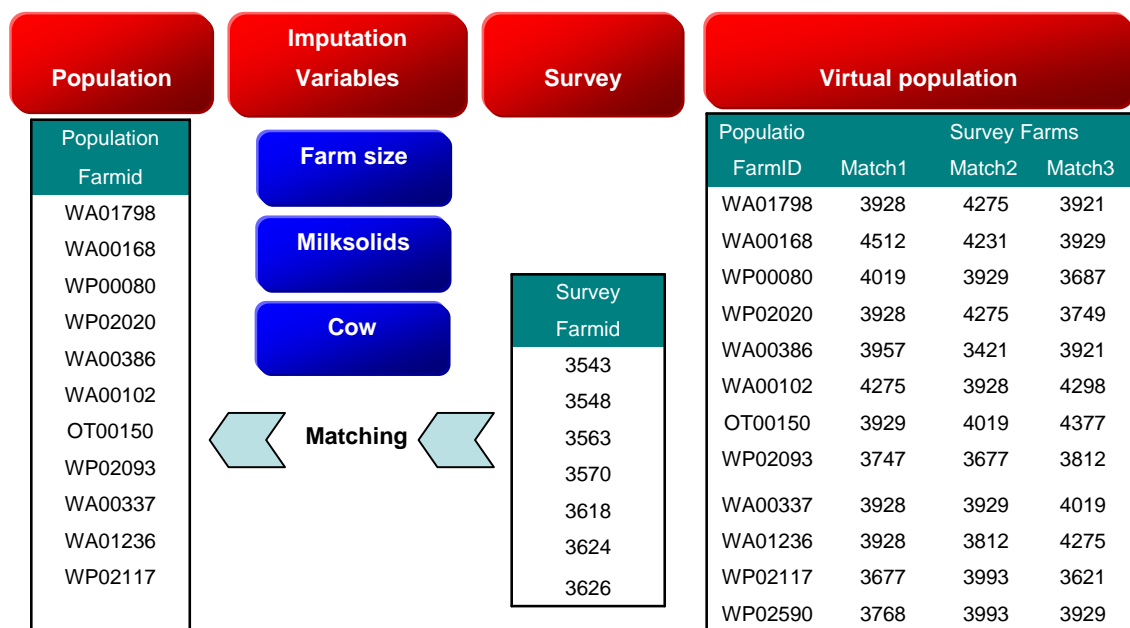 Population
Imputation
Variables
Survey
Virtual population
Population
Farmid
WA01798
WA00168
WP00080
WP02020
WA00386
WA00102
OT00150
WP02093
WA00337
WA01236
WP02117
Farm size
Milksolids
Cow
Matching
Survey
Farmid
3543
3548
3563
3570
3618
3624
3626
Populatio Survey Farms
FarmID Match1 Match2 Match3
WA01798 3928 4275 3921
WA00168 4512 4231 3929
WP00080 4019 3929 3687
WP02020 3928 4275 3749
WA00386 3957 3421 3921
WA00102 4275 3928 4298
OT00150 3929 4019 4377
WP02093 3747 3677 3812
WA00337 3928 3929 4019
WA01236 3928 3812 4275
WP02117 3677 3993 3621
WP02590 3768 3993 3929